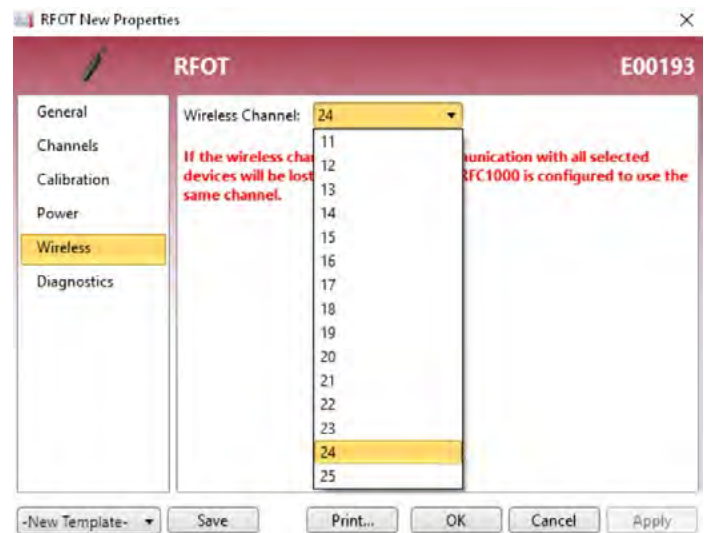 RFOT New Properties
RFOT
E00193
General
Channels
Calibration
Power
Wireless
Diagnostics
Wireless Channel: 24
11
12
13
14
15
16
17
18
19
20
21
22
23
24
25
If the wireless munication with all selected
devices will be lost RFC1000 is configured to use the
same channel.
-New Template-
Save
Print...
OK
Cancel
Apply